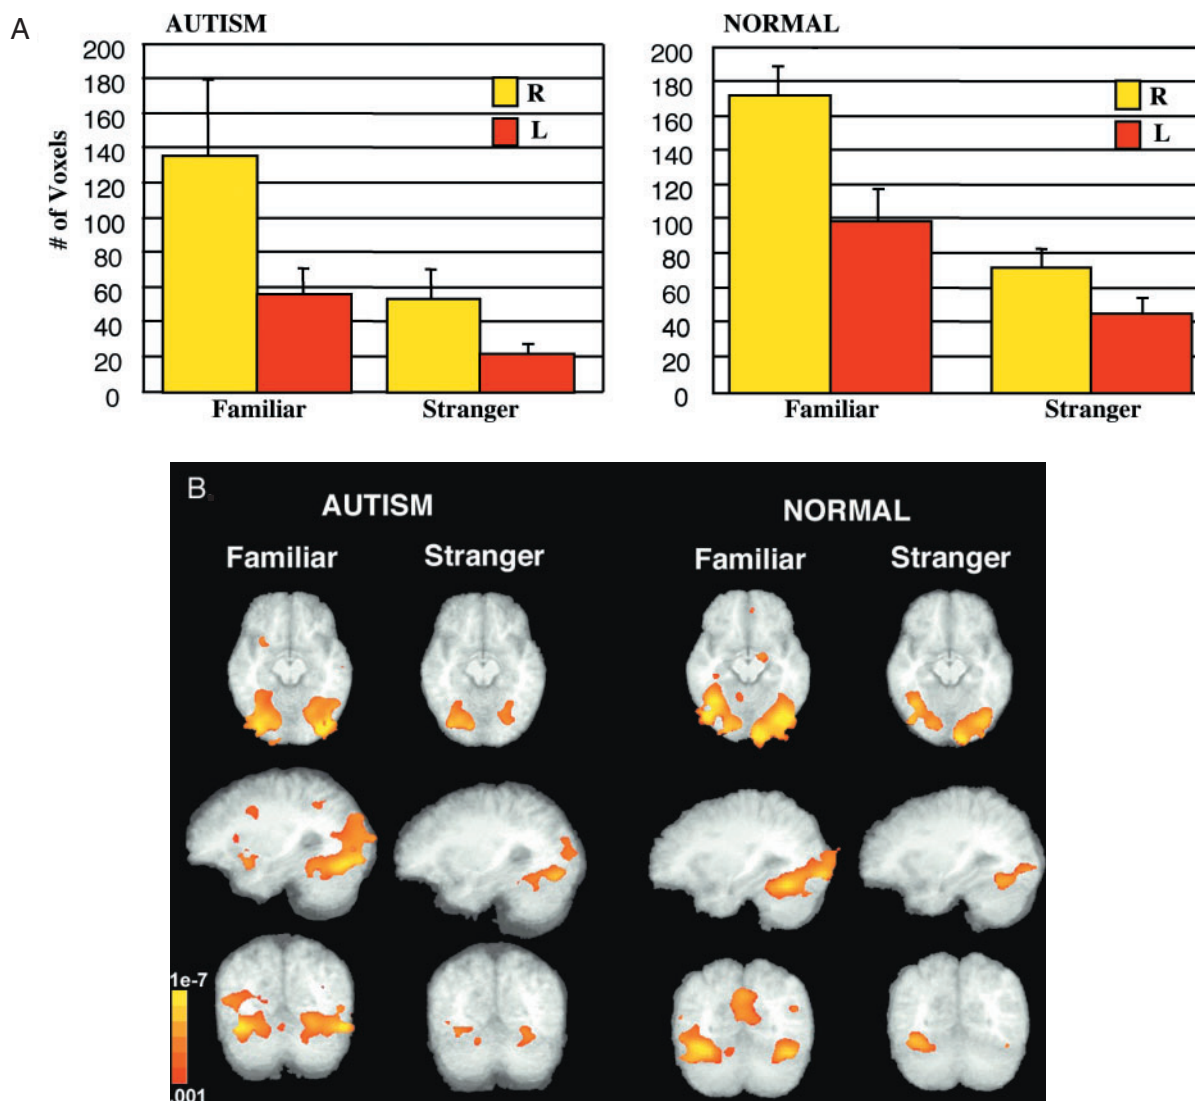 A
AUTISM
NORMAL
# of Voxels
200
180
160
140
120
100
80
60
40
20
0
R
L
Familiar
Stranger
200
180
160
140
120
100
80
60
40
20
0
R
L
Familiar
Stranger
B.
AUTISM
NORMAL
Familiar
Stranger
Familiar
Stranger
1e-7
.001